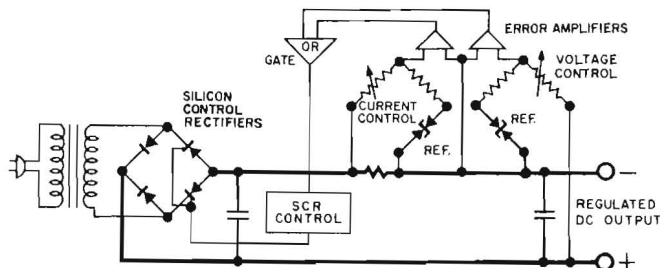 OR
GATE
ERROR AMPLIFIERS
VOLTAGE
CONTROL
SILICON
CONTROL
RECTIFIERS
CURRENT
CONTROL
REF.
REF.
SCR
CONTROL
−
REGULATED
DC OUTPUT
+